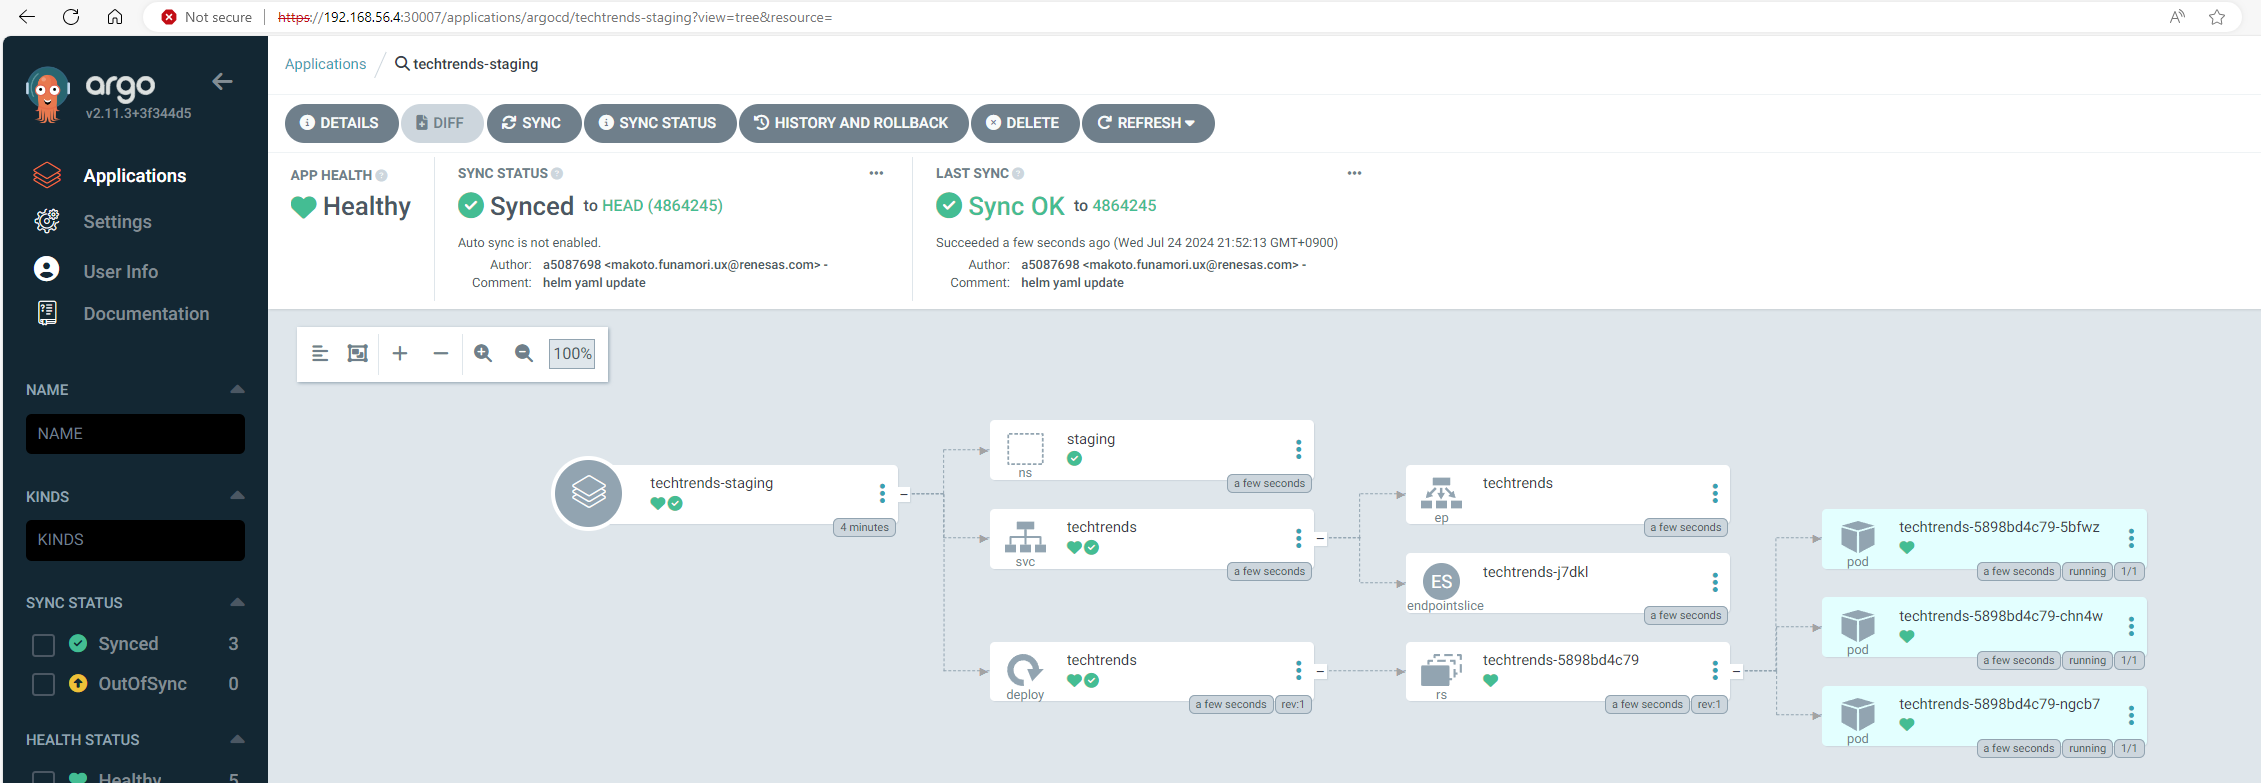 Not secure https://192.168.56.4:30007/applications/argocd/techtrends-staging?view=tree&resource=
argo
v2.11.3+3f344d5
Applications
Settings
User Info
Documentation
NAME
NAME
KINDS
KINDS
SYNC STATUS
Synced 3
OutOfSync 0
HEALTH STATUS
Healthy 5
Applications / techtrends-staging
DETAILS DIFF SYNC SYNC STATUS HISTORY AND ROLLBACK DELETE REFRESH
APP HEALTH
Healthy
SYNC STATUS
Synced to HEAD (4864245)
Auto sync is not enabled.
Author: a5087698 <makoto.funamori.ux@renesas.com> -
Comment: helm yaml update
LAST SYNC
Sync OK to 4864245
Succeeded a few seconds ago (Wed Jul 24 2024 21:52:13 GMT+0900)
Author: a5087698 <makoto.funamori.ux@renesas.com> -
Comment: helm yaml update
100%
techtrends-staging
4 minutes
staging
ns
a few seconds
techtrends
svc
a few seconds
techtrends
deploy
a few seconds rev:1
techtrends
ep
a few seconds
ES
techtrends-j7dkl
endpointslice
a few seconds
techtrends-5898bd4c79
rs
a few seconds rev:1
techtrends-5898bd4c79-5bfwz
pod
a few seconds running 1/1
techtrends-5898bd4c79-chn4w
pod
a few seconds running 1/1
techtrends-5898bd4c79-ngcb7
pod
a few seconds running 1/1